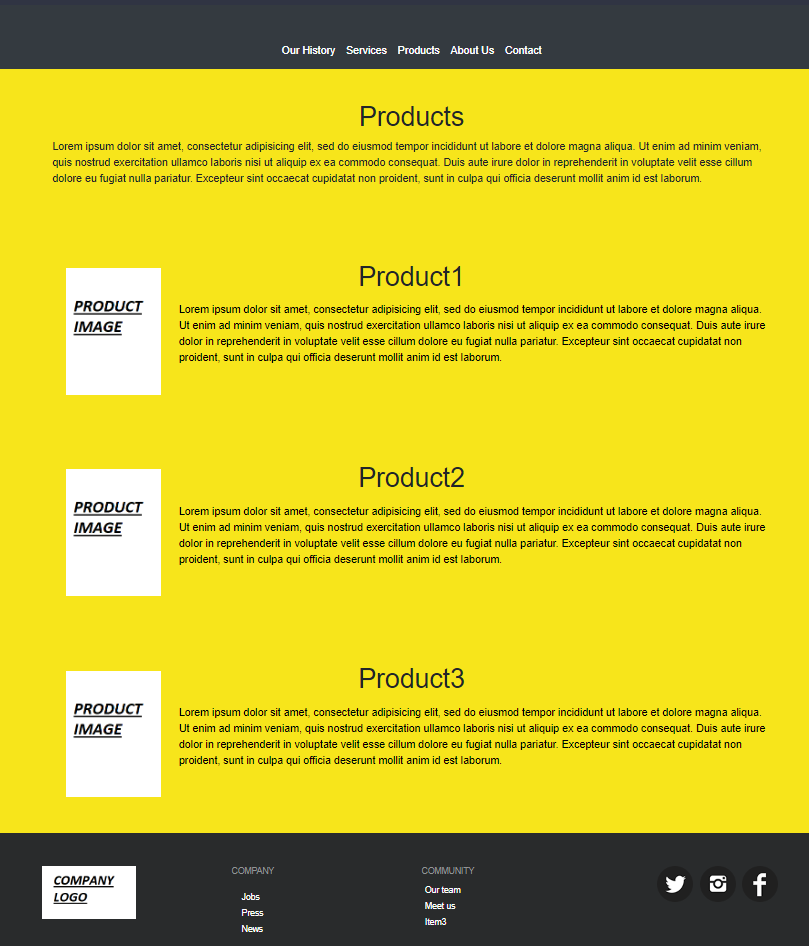 Our History Services Products About Us Contact
Products
Lorem ipsum dolor sit amet, consectetur adipisicing elit, sed do eiusmod tempor incididunt ut labore et dolore magna aliqua. Ut enim ad minim veniam,
quis nostrud exercitation ullamco laboris nisi ut aliquip ex ea commodo consequat. Duis aute irure dolor in reprehenderit in voluptate velit esse cillum
dolore eu fugiat nulla pariatur. Excepteur sint occaecat cupidatat non proident, sunt in culpa qui officia deserunt mollit anim id est laborum.
PRODUCT
IMAGE
Product1
Lorem ipsum dolor sit amet, consectetur adipisicing elit, sed do eiusmod tempor incididunt ut labore et dolore magna aliqua.
Ut enim ad minim veniam, quis nostrud exercitation ullamco laboris nisi ut aliquip ex ea commodo consequat. Duis aute irure
dolor in reprehenderit in voluptate velit esse cillum dolore eu fugiat nulla pariatur. Excepteur sint occaecat cupidatat non
proident, sunt in culpa qui officia deserunt mollit anim id est laborum.
PRODUCT
IMAGE
Product2
Lorem ipsum dolor sit amet, consectetur adipisicing elit, sed do eiusmod tempor incididunt ut labore et dolore magna aliqua.
Ut enim ad minim veniam, quis nostrud exercitation ullamco laboris nisi ut aliquip ex ea commodo consequat. Duis aute irure
dolor in reprehenderit in voluptate velit esse cillum dolore eu fugiat nulla pariatur. Excepteur sint occaecat cupidatat non
proident, sunt in culpa qui officia deserunt mollit anim id est laborum.
PRODUCT
IMAGE
Product3
Lorem ipsum dolor sit amet, consectetur adipisicing elit, sed do eiusmod tempor incididunt ut labore et dolore magna aliqua.
Ut enim ad minim veniam, quis nostrud exercitation ullamco laboris nisi ut aliquip ex ea commodo consequat. Duis aute irure
dolor in reprehenderit in voluptate velit esse cillum dolore eu fugiat nulla pariatur. Excepteur sint occaecat cupidatat non
proident, sunt in culpa qui officia deserunt mollit anim id est laborum.
COMPANY
LOGO
COMPANY
Jobs
Press
News
COMMUNITY
Our team
Meet us
Item3